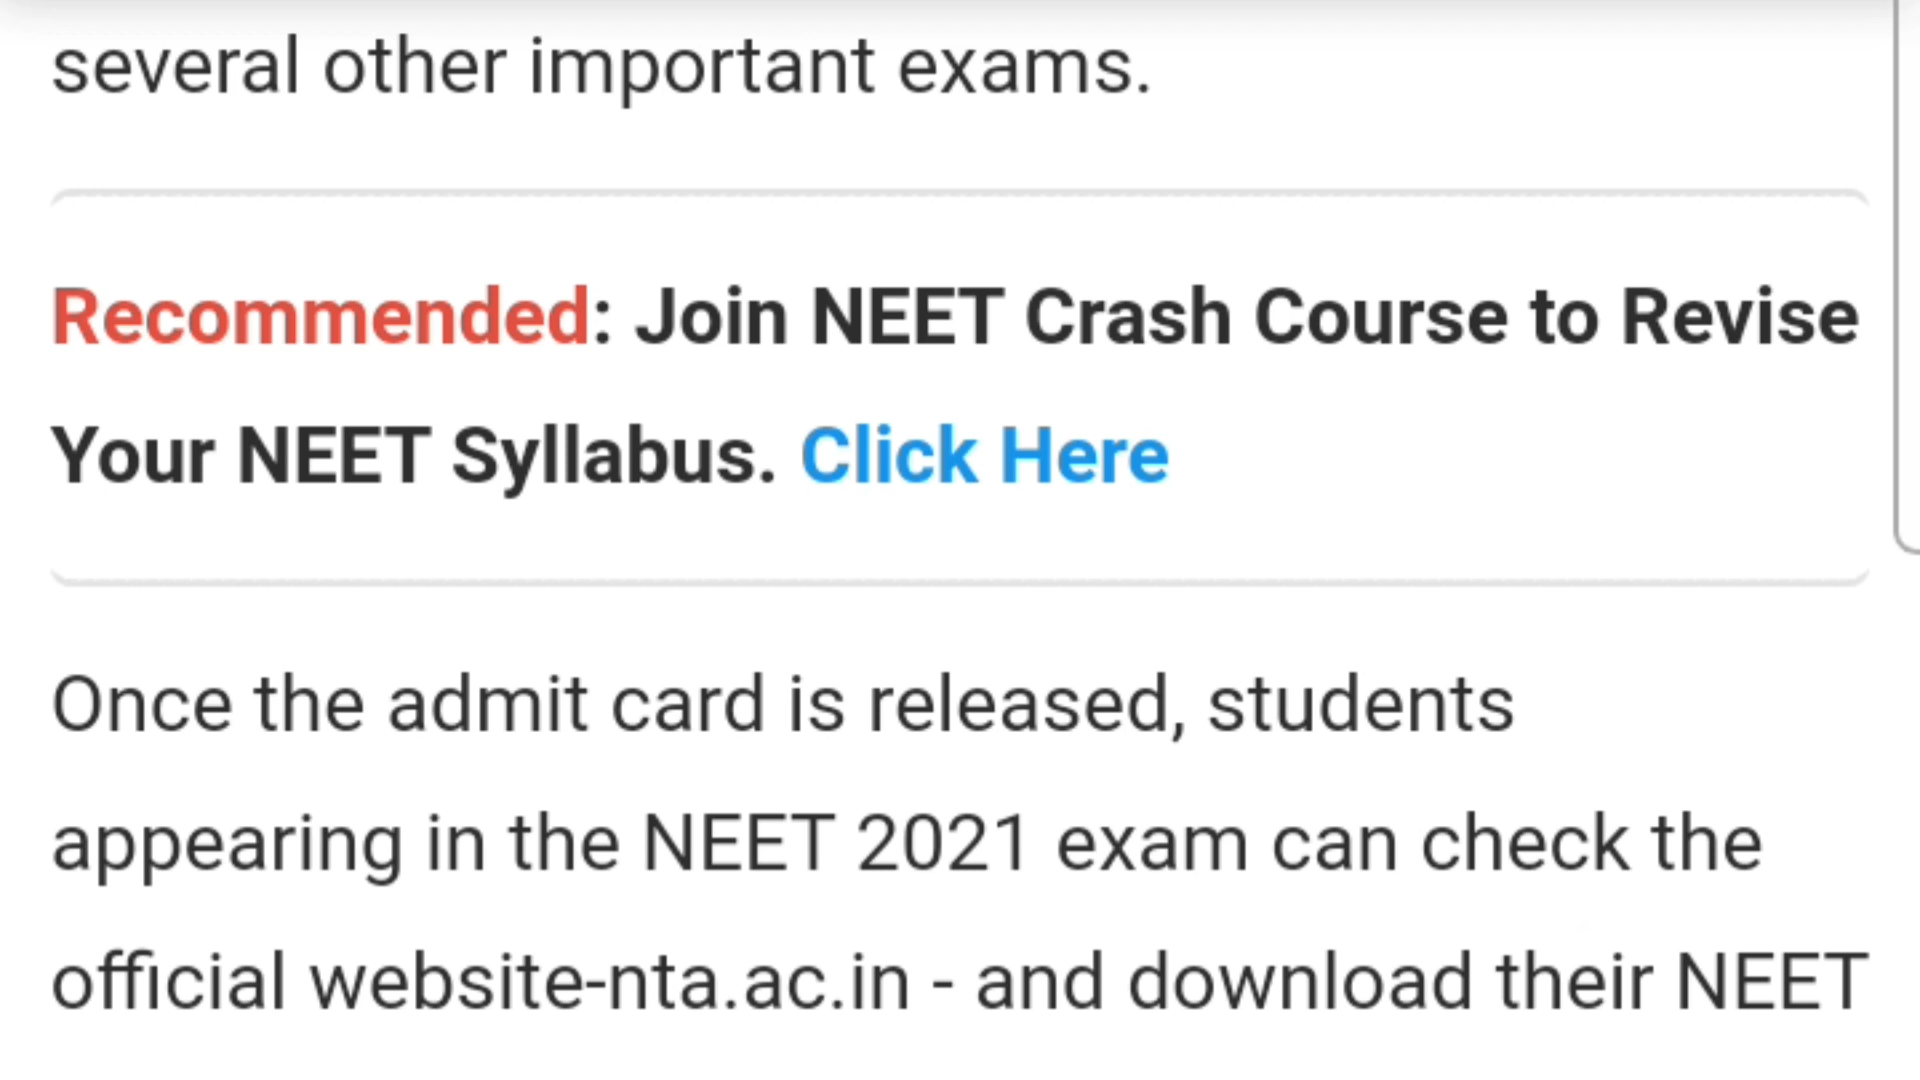 several other important exams.
Recommended: Join NEET Crash Course to Revise
Your NEET Syllabus. Click Here
Once the admit card is released, students
appearing in the NEET 2021 exam can check the
official website-nta.ac.in - and download their NEET